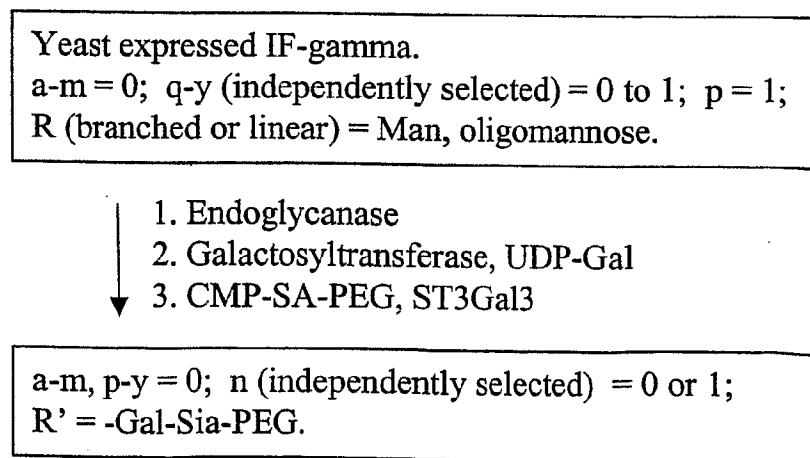 Yeast expressed IF-gamma.
a-m = 0; q-y (independently selected) = 0 to 1; p = 1;
R (branched or linear) = Man, oligomannose.
1. Endoglycanase
2. Galactosyltransferase, UDP-Gal
3. CMP-SA-PEG, ST3Gal3
a-m, p-y = 0; n (independently selected) = 0 or 1;
R’ = -Gal-Sia-PEG.